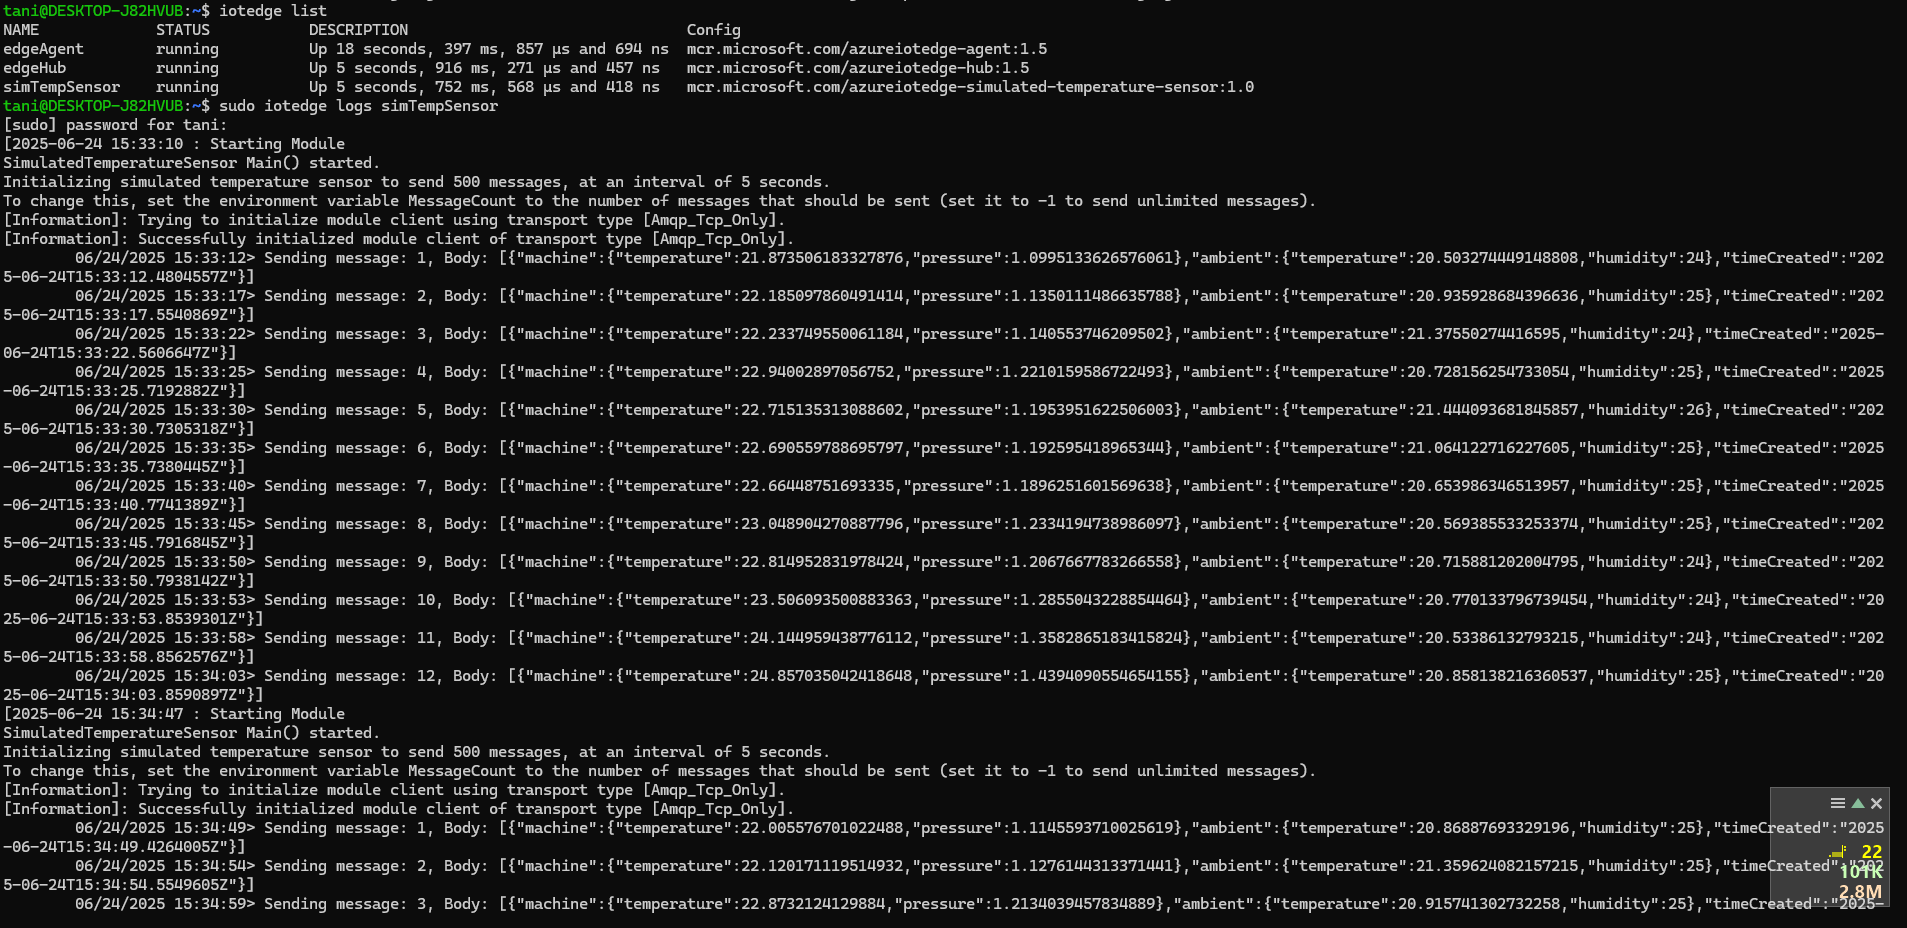 tani@DESKTOP-J82HVUB:~$ iotedge list
NAME             STATUS           DESCRIPTION                               Config
edgeAgent        running          Up 18 seconds, 397 ms, 857 µs and 694 ns  mcr.microsoft.com/azureiotedge-agent:1.5
edgeHub          running          Up 5 seconds, 916 ms, 271 µs and 457 ns   mcr.microsoft.com/azureiotedge-hub:1.5
simTempSensor    running          Up 5 seconds, 752 ms, 568 µs and 418 ns   mcr.microsoft.com/azureiotedge-simulated-temperature-sensor:1.0
tani@DESKTOP-J82HVUB:~$ sudo iotedge logs simTempSensor
[sudo] password for tani:
[2025-06-24 15:33:10 : Starting Module
SimulatedTemperatureSensor Main() started.
Initializing simulated temperature sensor to send 500 messages, at an interval of 5 seconds.
To change this, set the environment variable MessageCount to the number of messages that should be sent (set it to -1 to send unlimited messages).
[Information]: Trying to initialize module client using transport type [Amqp_Tcp_Only].
[Information]: Successfully initialized module client of transport type [Amqp_Tcp_Only].
        06/24/2025 15:33:12> Sending message: 1, Body: [{"machine":{"temperature":21.873506183327876,"pressure":1.0995133626576061},"ambient":{"temperature":20.503274449148808,"humidity":24},"timeCreated":"202
5-06-24T15:33:12.4804557Z"}]
        06/24/2025 15:33:17> Sending message: 2, Body: [{"machine":{"temperature":22.185097860491414,"pressure":1.1350111486635788},"ambient":{"temperature":20.935928684396636,"humidity":25},"timeCreated":"202
5-06-24T15:33:17.5540869Z"}]
        06/24/2025 15:33:22> Sending message: 3, Body: [{"machine":{"temperature":22.233749550061184,"pressure":1.140553746209502},"ambient":{"temperature":21.37550274416595,"humidity":24},"timeCreated":"2025-
06-24T15:33:22.5606647Z"}]
        06/24/2025 15:33:25> Sending message: 4, Body: [{"machine":{"temperature":22.94002897056752,"pressure":1.2210159586722493},"ambient":{"temperature":20.728156254733054,"humidity":25},"timeCreated":"2025
-06-24T15:33:25.7192882Z"}]
        06/24/2025 15:33:30> Sending message: 5, Body: [{"machine":{"temperature":22.715135313088602,"pressure":1.1953951622506003},"ambient":{"temperature":21.444093681845857,"humidity":26},"timeCreated":"202
5-06-24T15:33:30.7305318Z"}]
        06/24/2025 15:33:35> Sending message: 6, Body: [{"machine":{"temperature":22.690559788695797,"pressure":1.192595418965344},"ambient":{"temperature":21.064122716227605,"humidity":25},"timeCreated":"2025
-06-24T15:33:35.7380445Z"}]
        06/24/2025 15:33:40> Sending message: 7, Body: [{"machine":{"temperature":22.66448751693335,"pressure":1.1896251601569638},"ambient":{"temperature":20.653986346513957,"humidity":25},"timeCreated":"2025
-06-24T15:33:40.7741389Z"}]
        06/24/2025 15:33:45> Sending message: 8, Body: [{"machine":{"temperature":23.048904270887796,"pressure":1.2334194738986097},"ambient":{"temperature":20.569385533253374,"humidity":25},"timeCreated":"202
5-06-24T15:33:45.7916845Z"}]
        06/24/2025 15:33:50> Sending message: 9, Body: [{"machine":{"temperature":22.814952831978424,"pressure":1.2067667783266558},"ambient":{"temperature":20.715881202004795,"humidity":24},"timeCreated":"202
5-06-24T15:33:50.7938142Z"}]
        06/24/2025 15:33:53> Sending message: 10, Body: [{"machine":{"temperature":23.506093500883363,"pressure":1.2855043228854464},"ambient":{"temperature":20.770133796739454,"humidity":24},"timeCreated":"20
25-06-24T15:33:53.8539301Z"}]
        06/24/2025 15:33:58> Sending message: 11, Body: [{"machine":{"temperature":24.144959438776112,"pressure":1.3582865183415824},"ambient":{"temperature":20.53386132793215,"humidity":24},"timeCreated":"202
5-06-24T15:33:58.8562576Z"}]
        06/24/2025 15:34:03> Sending message: 12, Body: [{"machine":{"temperature":24.857035042418648,"pressure":1.4394090554654155},"ambient":{"temperature":20.858138216360537,"humidity":25},"timeCreated":"20
25-06-24T15:34:03.8590897Z"}]
[2025-06-24 15:34:47 : Starting Module
SimulatedTemperatureSensor Main() started.
Initializing simulated temperature sensor to send 500 messages, at an interval of 5 seconds.
To change this, set the environment variable MessageCount to the number of messages that should be sent (set it to -1 to send unlimited messages).
[Information]: Trying to initialize module client using transport type [Amqp_Tcp_Only].
[Information]: Successfully initialized module client of transport type [Amqp_Tcp_Only].
        06/24/2025 15:34:49> Sending message: 1, Body: [{"machine":{"temperature":22.005576701022488,"pressure":1.1145593710025619},"ambient":{"temperature":20.86887693329196,"humidity":25},"timeCreated":"2025
-06-24T15:34:49.4264005Z"}]
22
        06/24/2025 15:34:54> Sending message: 2, Body: [{"machine":{"temperature":22.120171119514932,"pressure":1.1276144313371441},"ambient":{"temperature":21.359624082157215,"humidity":25},"timeCreated":"202
101K
5-06-24T15:34:54.5549605Z"}]
2.8M
        06/24/2025 15:34:59> Sending message: 3, Body: [{"machine":{"temperature":22.8732124129884,"pressure":1.2134039457834889},"ambient":{"temperature":20.915741302732258,"humidity":25},"timeCreated":"2025-